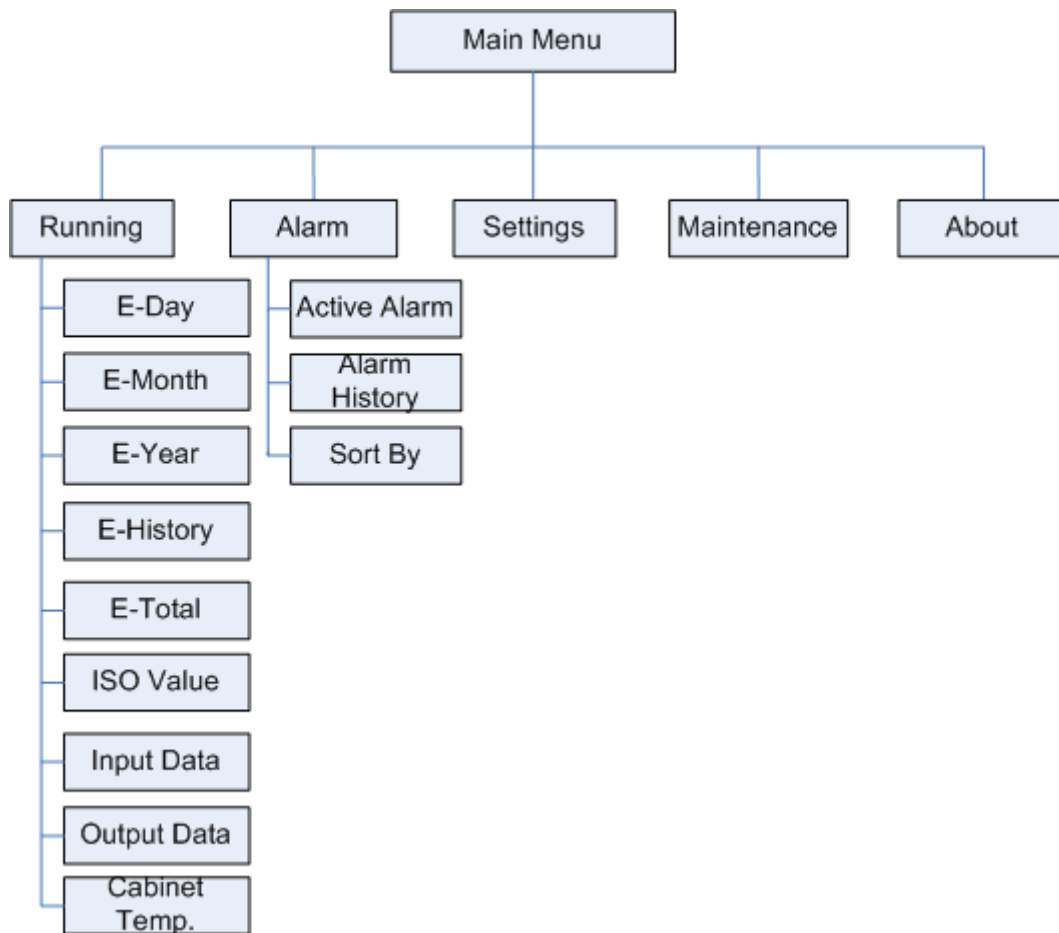 Main Menu
Running
Alarm
Settings
Maintenance
About
E-Day
E-Month
E-Year
E-History
E-Total
ISO Value
Input Data
Output Data
Cabinet
Temp.
Active Alarm
Alarm
History
Sort By